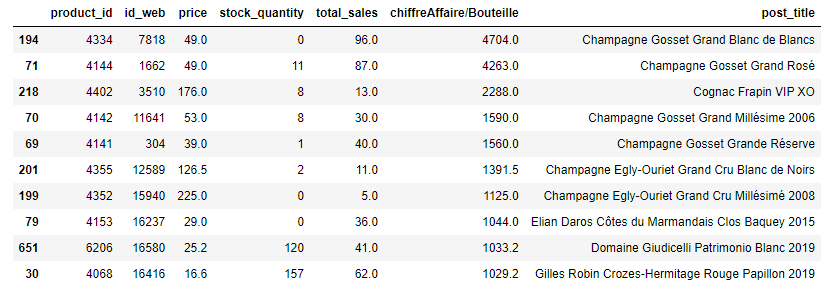 product_id id_web price stock_quantity total_sales chiffreAffaire/Bouteille post_title
194 4334 7818 49.0 0 96.0 4704.0 Champagne Gosset Grand Blanc de Blancs
71 4144 1662 49.0 11 87.0 4263.0 Champagne Gosset Grand Rosé
218 4402 3510 176.0 8 13.0 2288.0 Cognac Frapin VIP XO
70 4142 11641 53.0 8 30.0 1590.0 Champagne Gosset Grand Millésime 2006
69 4141 304 39.0 1 40.0 1560.0 Champagne Gosset Grande Réserve
201 4355 12589 126.5 2 11.0 1391.5 Champagne Egly-Ouriet Grand Cru Blanc de Noirs
199 4352 15940 225.0 0 5.0 1125.0 Champagne Egly-Ouriet Grand Cru Millésimé 2008
79 4153 16237 29.0 0 36.0 1044.0 Elian Daros Côtes du Marmandais Clos Baquey 2015
651 6206 16580 25.2 120 41.0 1033.2 Domaine Giudicelli Patrimonio Blanc 2019
30 4068 16416 16.6 157 62.0 1029.2 Gilles Robin Crozes-Hermitage Rouge Papillon 2019